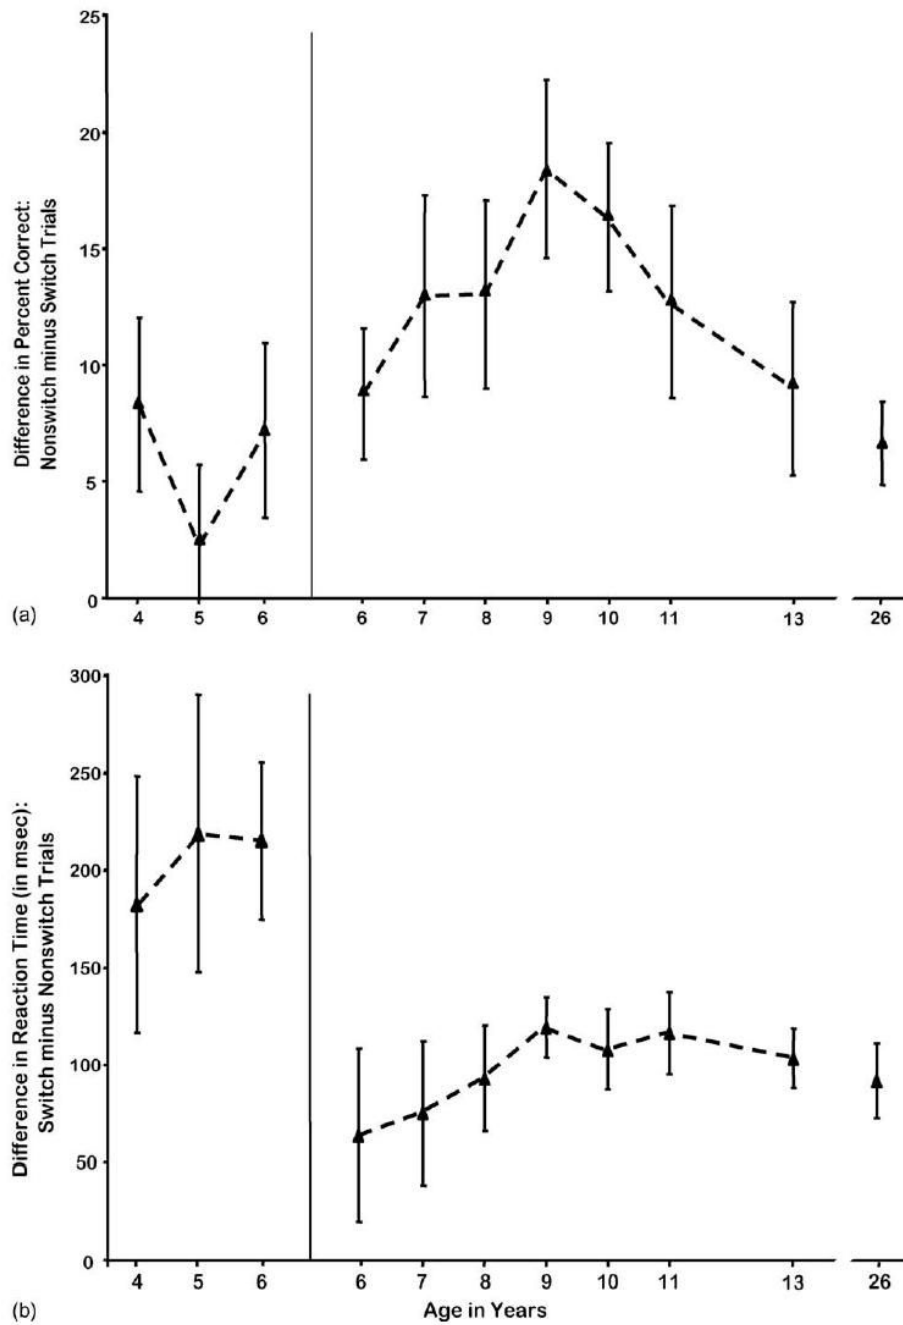 25
20
15
10
5
0
Difference in Percent Correct:
Nonswitch minus Switch Trials
(a)
4 5 6 6 7 8 9 10 11 13 26
300
250
200
150
100
50
0
Difference in Reaction Time (in msec):
Switch minus Nonswitch Trials
4 5 6 6 7 8 9 10 11 13 26
(b)
Age in Years